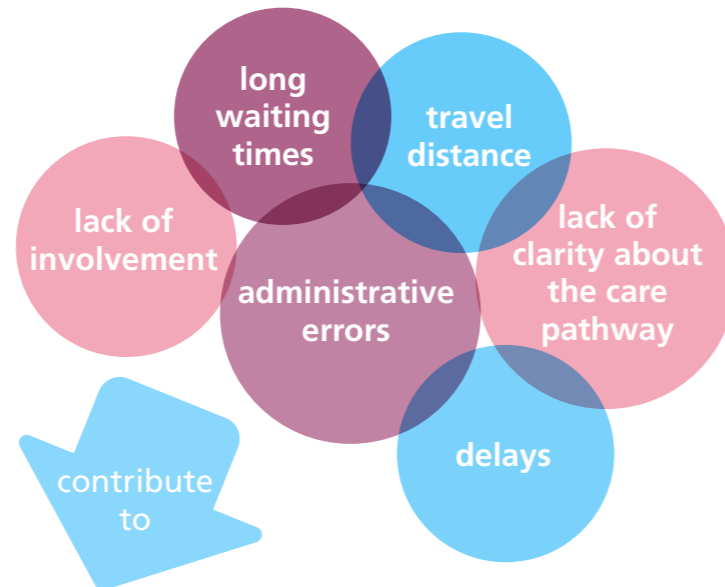 long
waiting
times
travel
distance
lack of
involvement
lack of
clarity about
the care
pathway
administrative
errors
delays
contribute
to